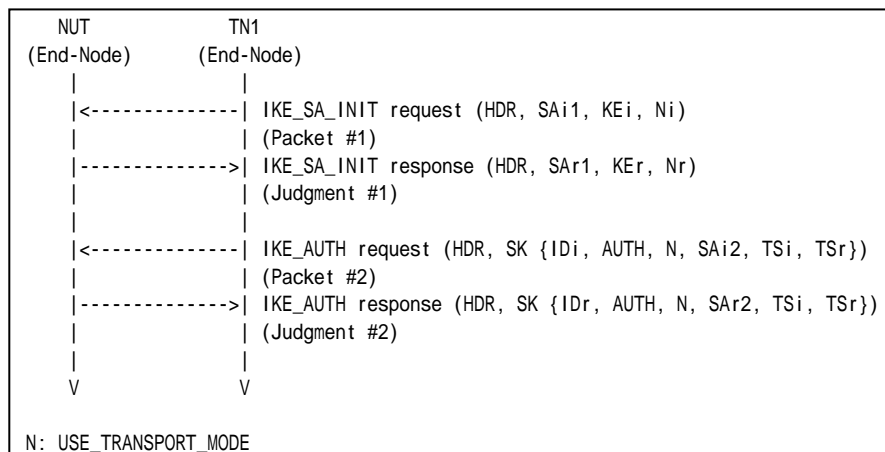 NUT TN1
(End-Node) (End-Node)
| |
|<--------------| IKE_SA_INIT request (HDR, SAi1, KEi, Ni)
| | (Packet #1)
|-------------->| IKE_SA_INIT response (HDR, SAr1, KEr, Nr)
| | (Judgment #1)
| |
|<--------------| IKE_AUTH request (HDR, SK {IDi, AUTH, N, SAi2, TSi, TSr})
| | (Packet #2)
|-------------->| IKE_AUTH response (HDR, SK {IDr, AUTH, N, SAr2, TSi, TSr})
| | (Judgment #2)
| |
V V
N: USE_TRANSPORT_MODE